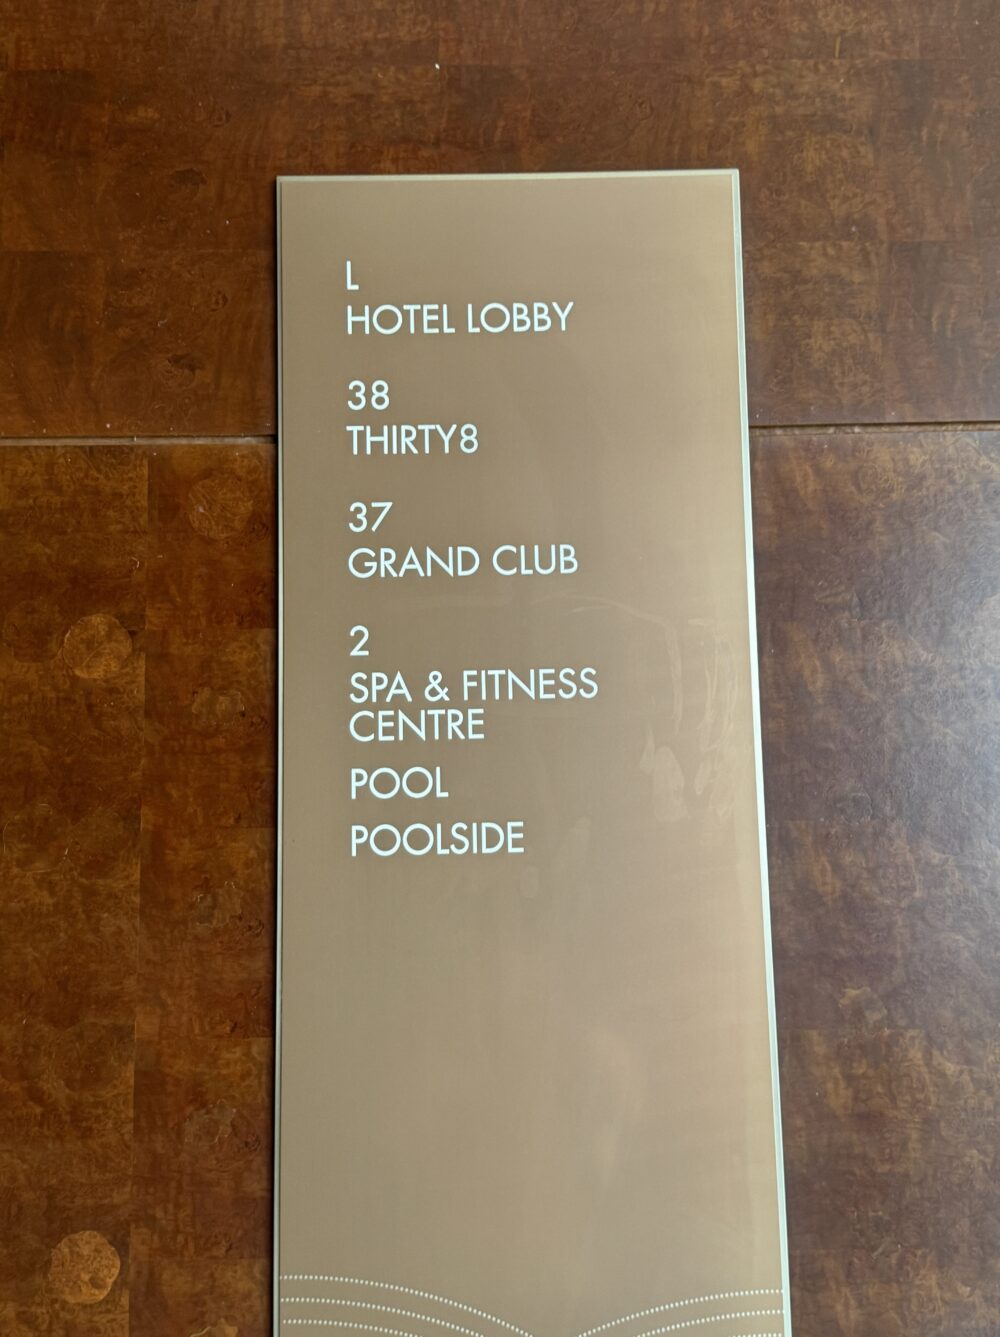 L
HOTEL LOBBY
38
THIRTY8
37
GRAND CLUB
2
SPA & FITNESS
CENTRE
POOL
POOLSIDE